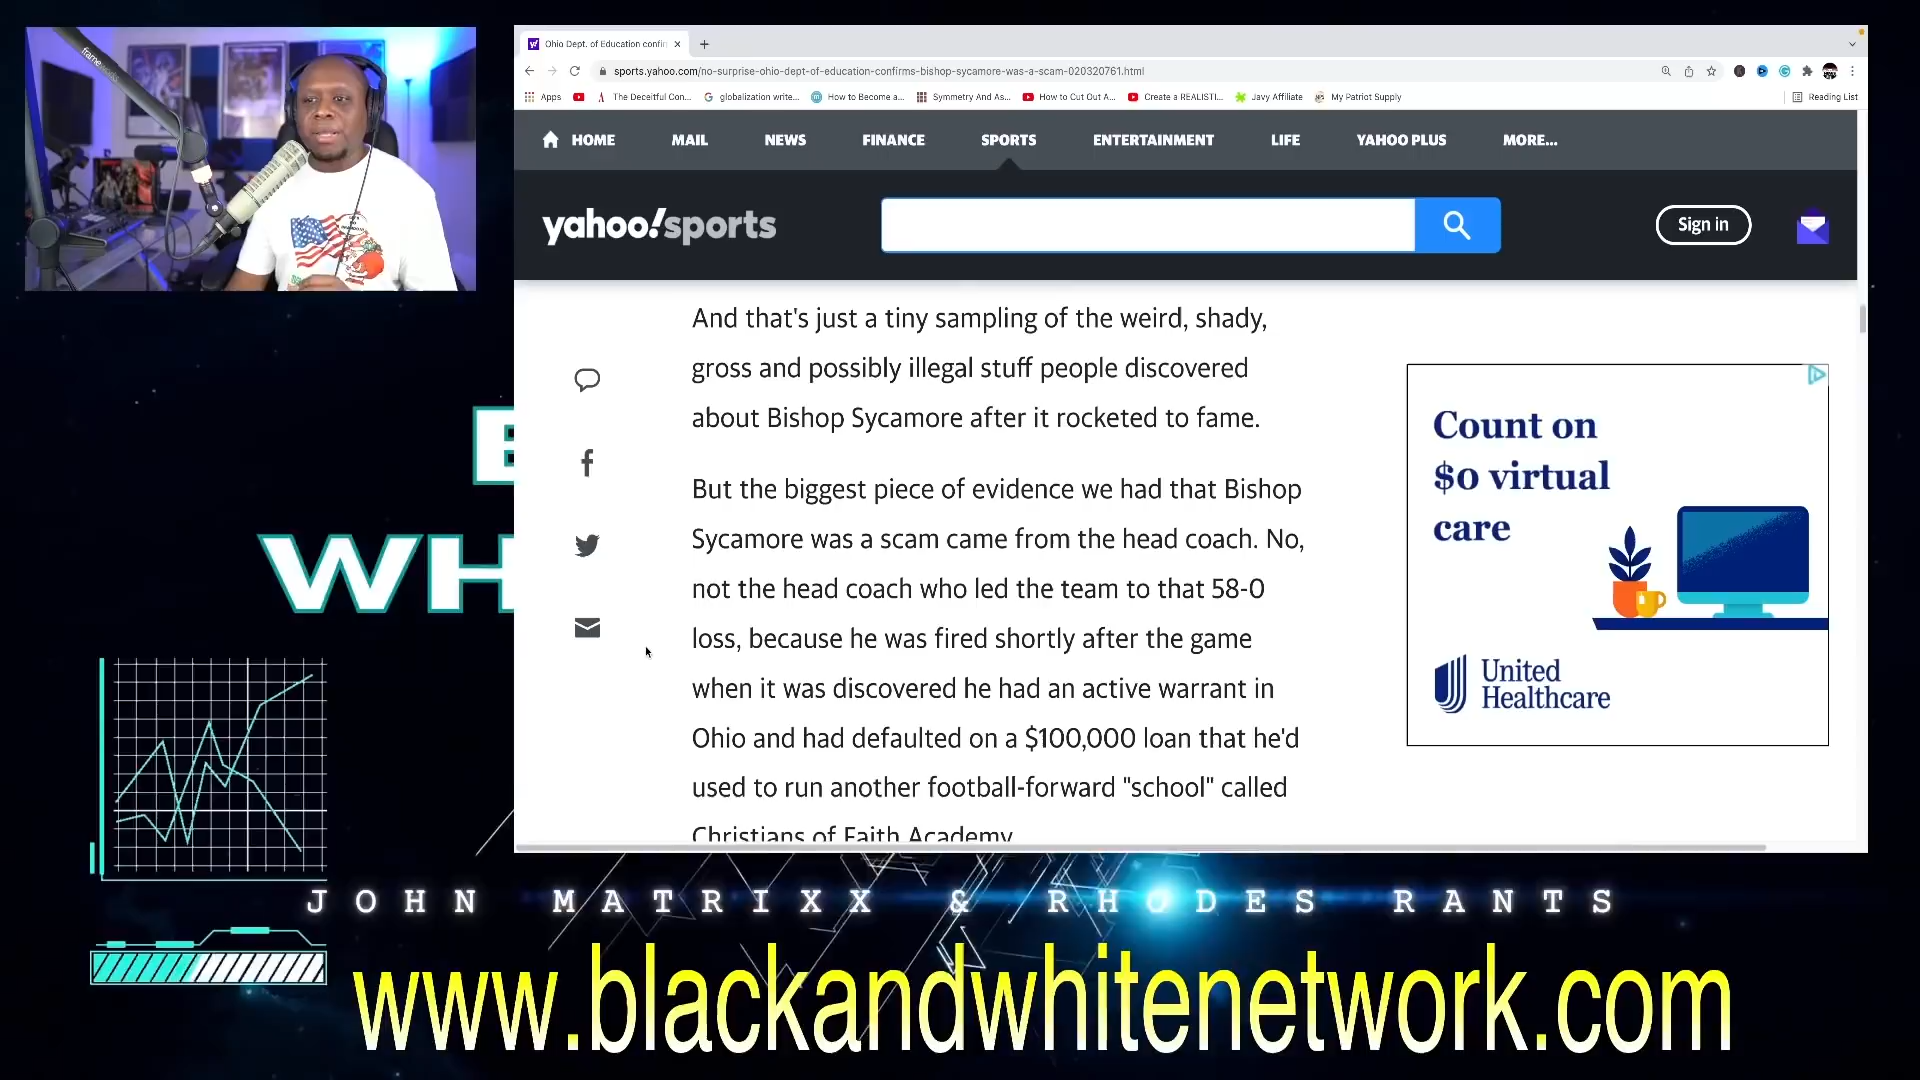 Ohio Dept. of Education confir
sports.yahoo.com/no-surprise-ohio-dept-of-education-confirms-bishop-sycamore-was-a-scam-020320761.html
Apps
The Deceitful Con...
globalization write...
How to Become a...
Symmetry And As...
How to Cut Out A...
Create a REALISTI...
Javy Affiliate
My Patriot Supply
Reading List
HOME
MAIL
NEWS
FINANCE
SPORTS
ENTERTAINMENT
LIFE
YAHOO PLUS
MORE...
yahoo!sports
Sign in
And that's just a tiny sampling of the weird, shady,
gross and possibly illegal stuff people discovered
about Bishop Sycamore after it rocketed to fame.
But the biggest piece of evidence we had that Bishop
Sycamore was a scam came from the head coach. No,
not the head coach who led the team to that 58-0
loss, because he was fired shortly after the game
when it was discovered he had an active warrant in
Ohio and had defaulted on a $100,000 loan that he'd
used to run another football-forward "school" called
Christians of Faith Academy
Count on
$0 virtual
care
United
Healthcare
WH
JOHN MATRIXX & RHODES RANTS
www.blackandwhitenetwork.com